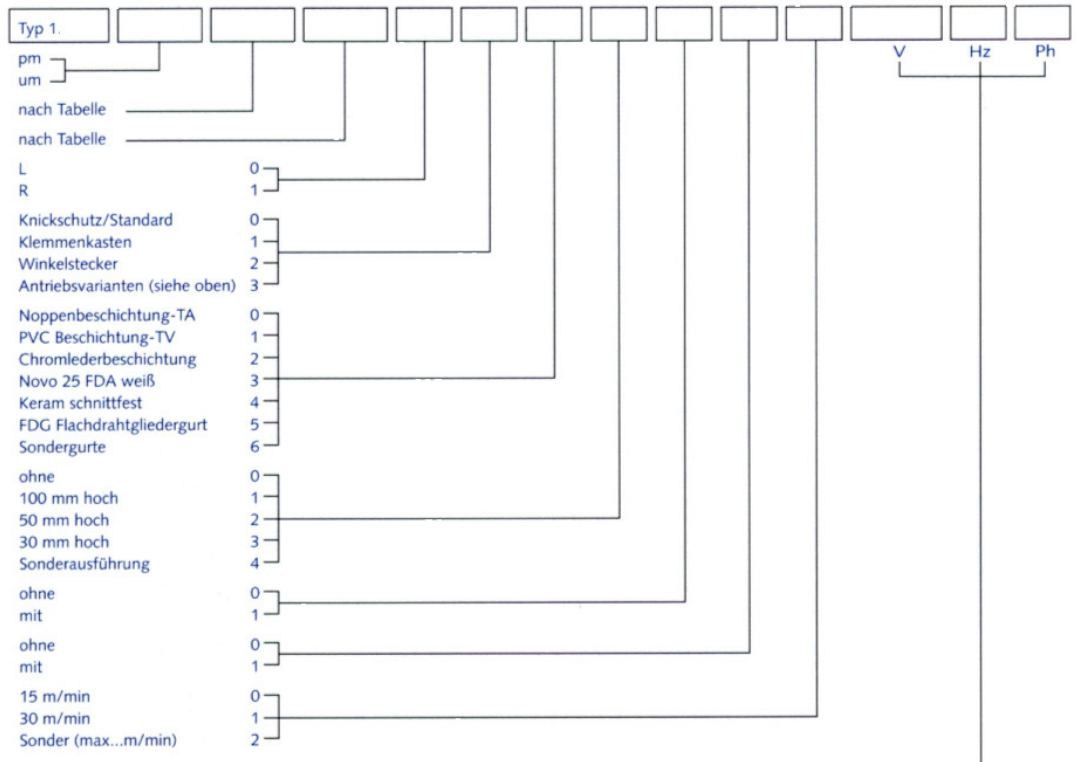 Typ 1.
V Hz Ph
pm
um
nach Tabelle
nach Tabelle
L 0
R 1
Knickschutz/Standard 0
Klemmenkasten 1
Winkelstecker 2
Antriebsvarianten (siehe oben) 3
Noppenbeschichtung-TA 0
PVC Beschichtung-TV 1
Chromlederbeschichtung 2
Novo 25 FDA weiß 3
Keram schnittfest 4
FDG Flachdrahtgliedergurt 5
Sondergurte 6
ohne 0
100 mm hoch 1
50 mm hoch 2
30 mm hoch 3
Sonderausführung 4
ohne 0
mit 1
ohne 0
mit 1
15 m/min 0
30 m/min 1
Sonder (max...m/min) 2